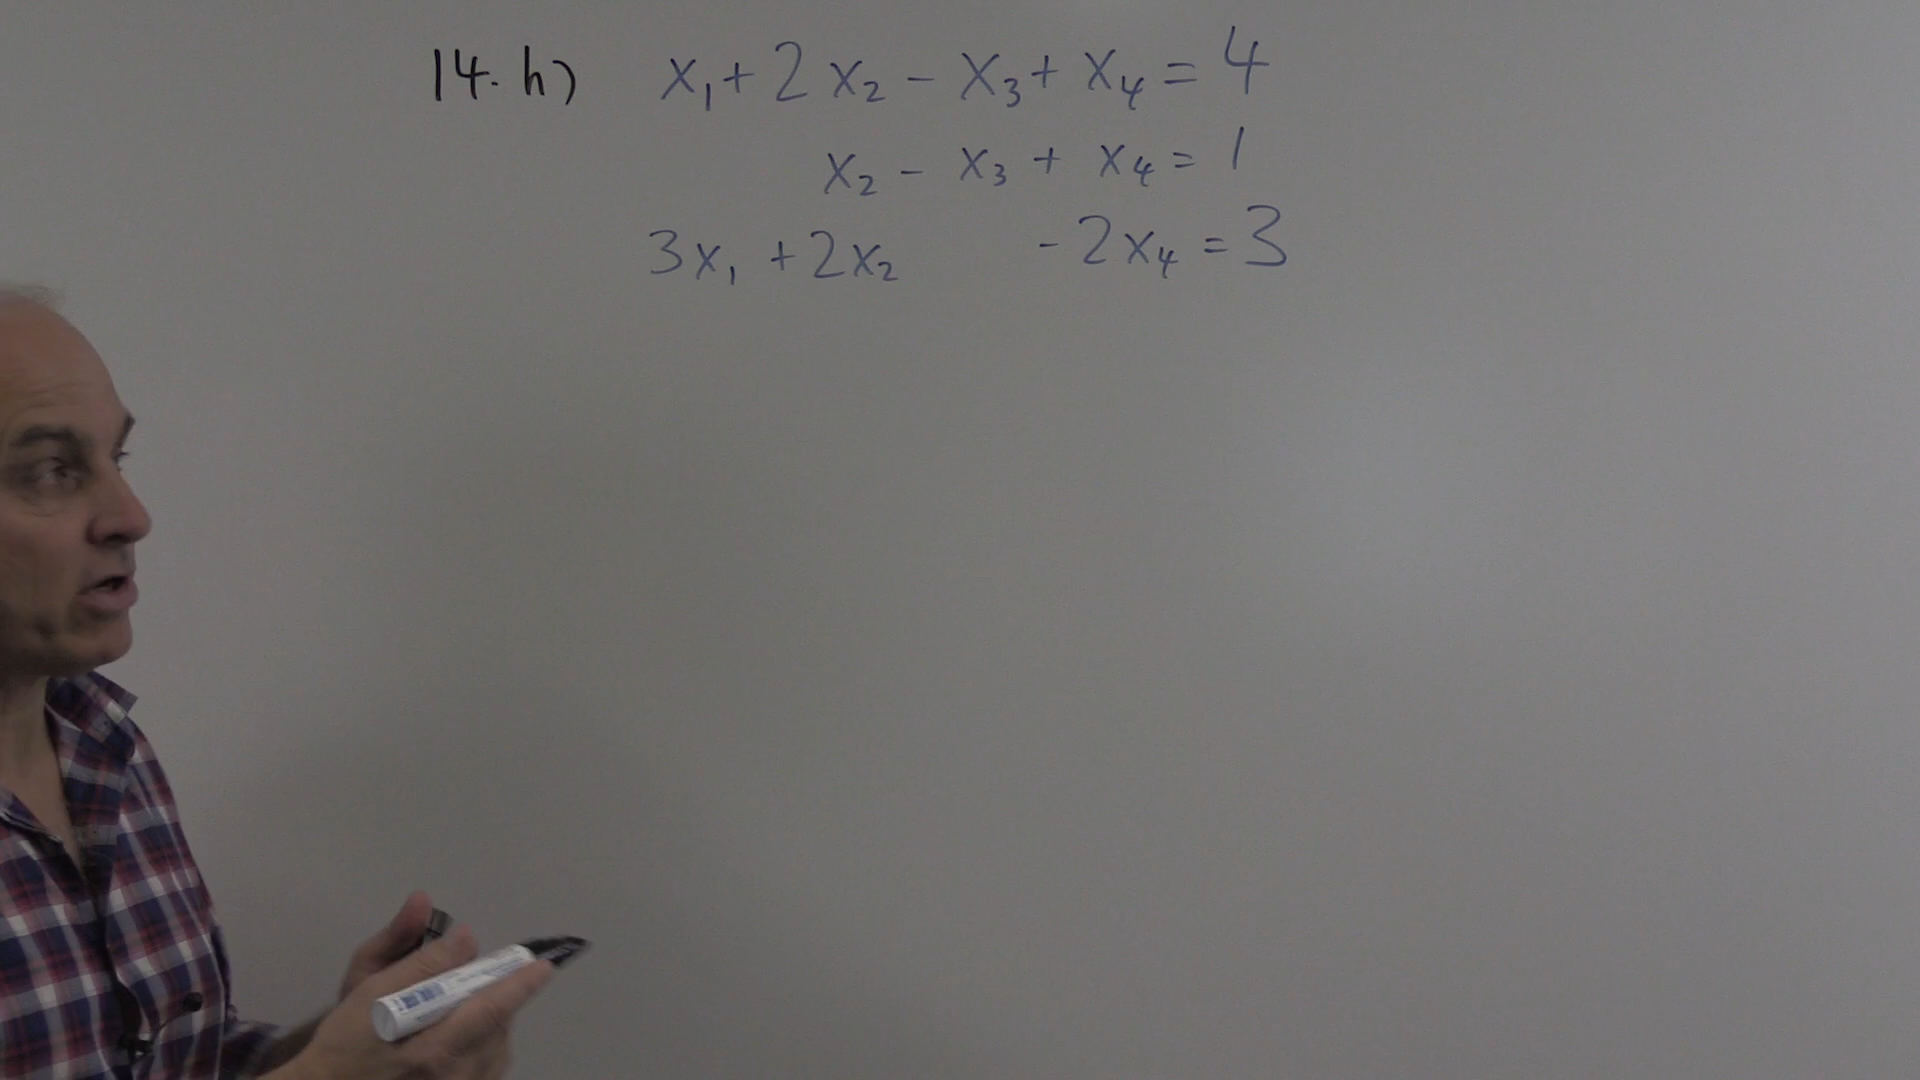 14. h) x₁ + 2x₂ - x₃ + x₄ = 4
x₂ - x₃ + x₄ = 1
3x₁ + 2x₂ - 2x₄ = 3